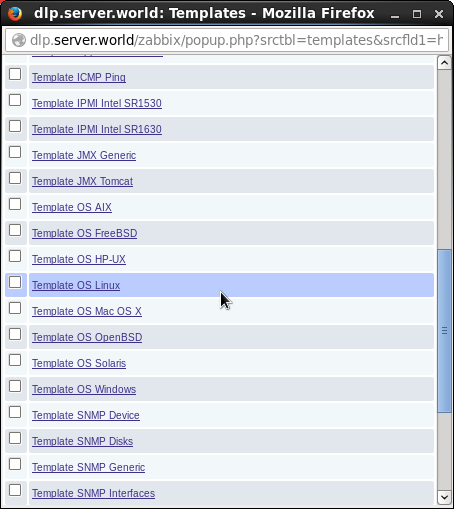 dlp.server.world: Templates - Mozilla Firefox
dlp.server.world/zabbix/popup.php?srctbl=templates&srcfld1=h
Template ICMP Ping
Template IPMI Intel SR1530
Template IPMI Intel SR1630
Template JMX Generic
Template JMX Tomcat
Template OS AIX
Template OS FreeBSD
Template OS HP-UX
Template OS Linux
Template OS Mac OS X
Template OS OpenBSD
Template OS Solaris
Template OS Windows
Template SNMP Device
Template SNMP Disks
Template SNMP Generic
Template SNMP Interfaces